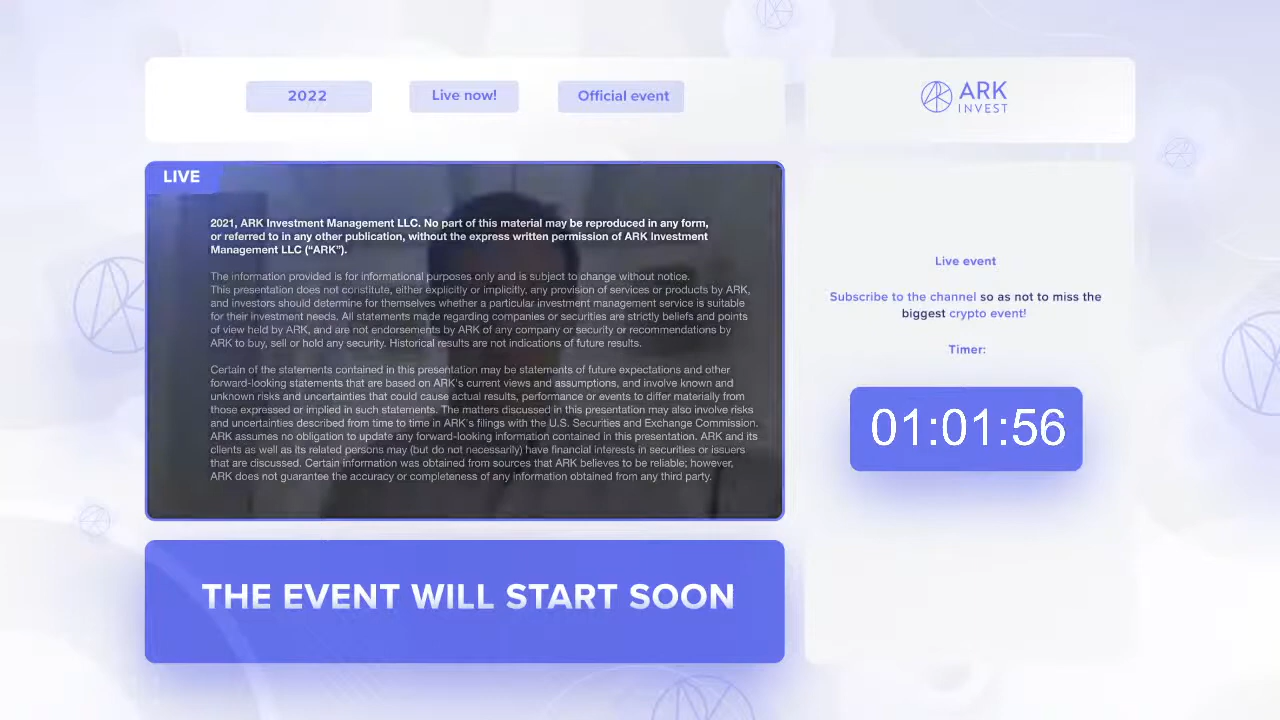 2022
Live now!
Official event
ARK
INVEST
LIVE
2021, ARK Investment Management LLC. No part of this material may be reproduced in any form,
or referred to in any other publication, without the express written permission of ARK Investment
Management LLC (“ARK”).
The information provided is for informational purposes only and is subject to change without notice.
This presentation does not constitute, either explicitly or implicitly, any provision of services or products by ARK,
and investors should determine for themselves whether a particular investment management service is suitable
for their investment needs. All statements made regarding companies or securities are strictly beliefs and points
of view held by ARK, and are not endorsements by ARK of any company or security or recommendations by
ARK to buy, sell or hold any security. Historical results are not indications of future results.
Certain of the statements contained in this presentation may be statements of future expectations and other
forward-looking statements that are based on ARK's current views and assumptions, and involve known and
unknown risks and uncertainties that could cause actual results, performance or events to differ materially from
those expressed or implied in such statements. The matters discussed in this presentation may also involve risks
and uncertainties described from time to time in ARK's filings with the U.S. Securities and Exchange Commission.
ARK assumes no obligation to update any forward-looking information contained in this presentation. ARK and its
clients as well as its related persons may (but do not necessarily) have financial interests in securities or issuers
that are discussed. Certain information was obtained from sources that ARK believes to be reliable; however,
ARK does not guarantee the accuracy or completeness of any information obtained from any third party.
Live event
Subscribe to the channel so as not to miss the
biggest crypto event!
Timer:
01:01:56
THE EVENT WILL START SOON